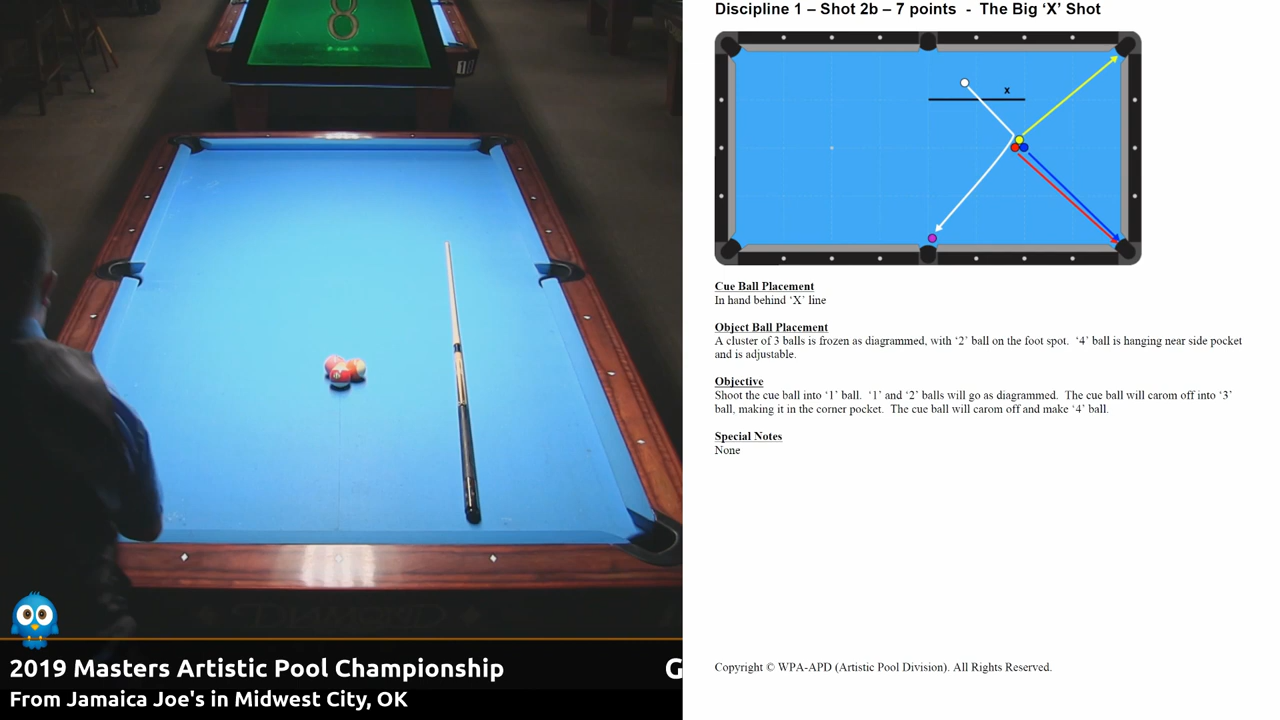 8
Discipline 1 – Shot 2b – 7 points - The Big ‘X’ Shot
x
Cue Ball Placement
In hand behind ‘X’ line
Object Ball Placement
A cluster of 3 balls is frozen as diagrammed, with ‘2’ ball on the foot spot. ‘4’ ball is hanging near side pocket
and is adjustable.
Objective
Shoot the cue ball into ‘1’ ball. ‘1’ and ‘2’ balls will go as diagrammed. The cue ball will carom off into ‘3’
ball, making it in the corner pocket. The cue ball will carom off and make ‘4’ ball.
Special Notes
None
DIAMOND
2019 Masters Artistic Pool Championship
G
From Jamaica Joe's in Midwest City, OK
Copyright © WPA-APD (Artistic Pool Division). All Rights Reserved.